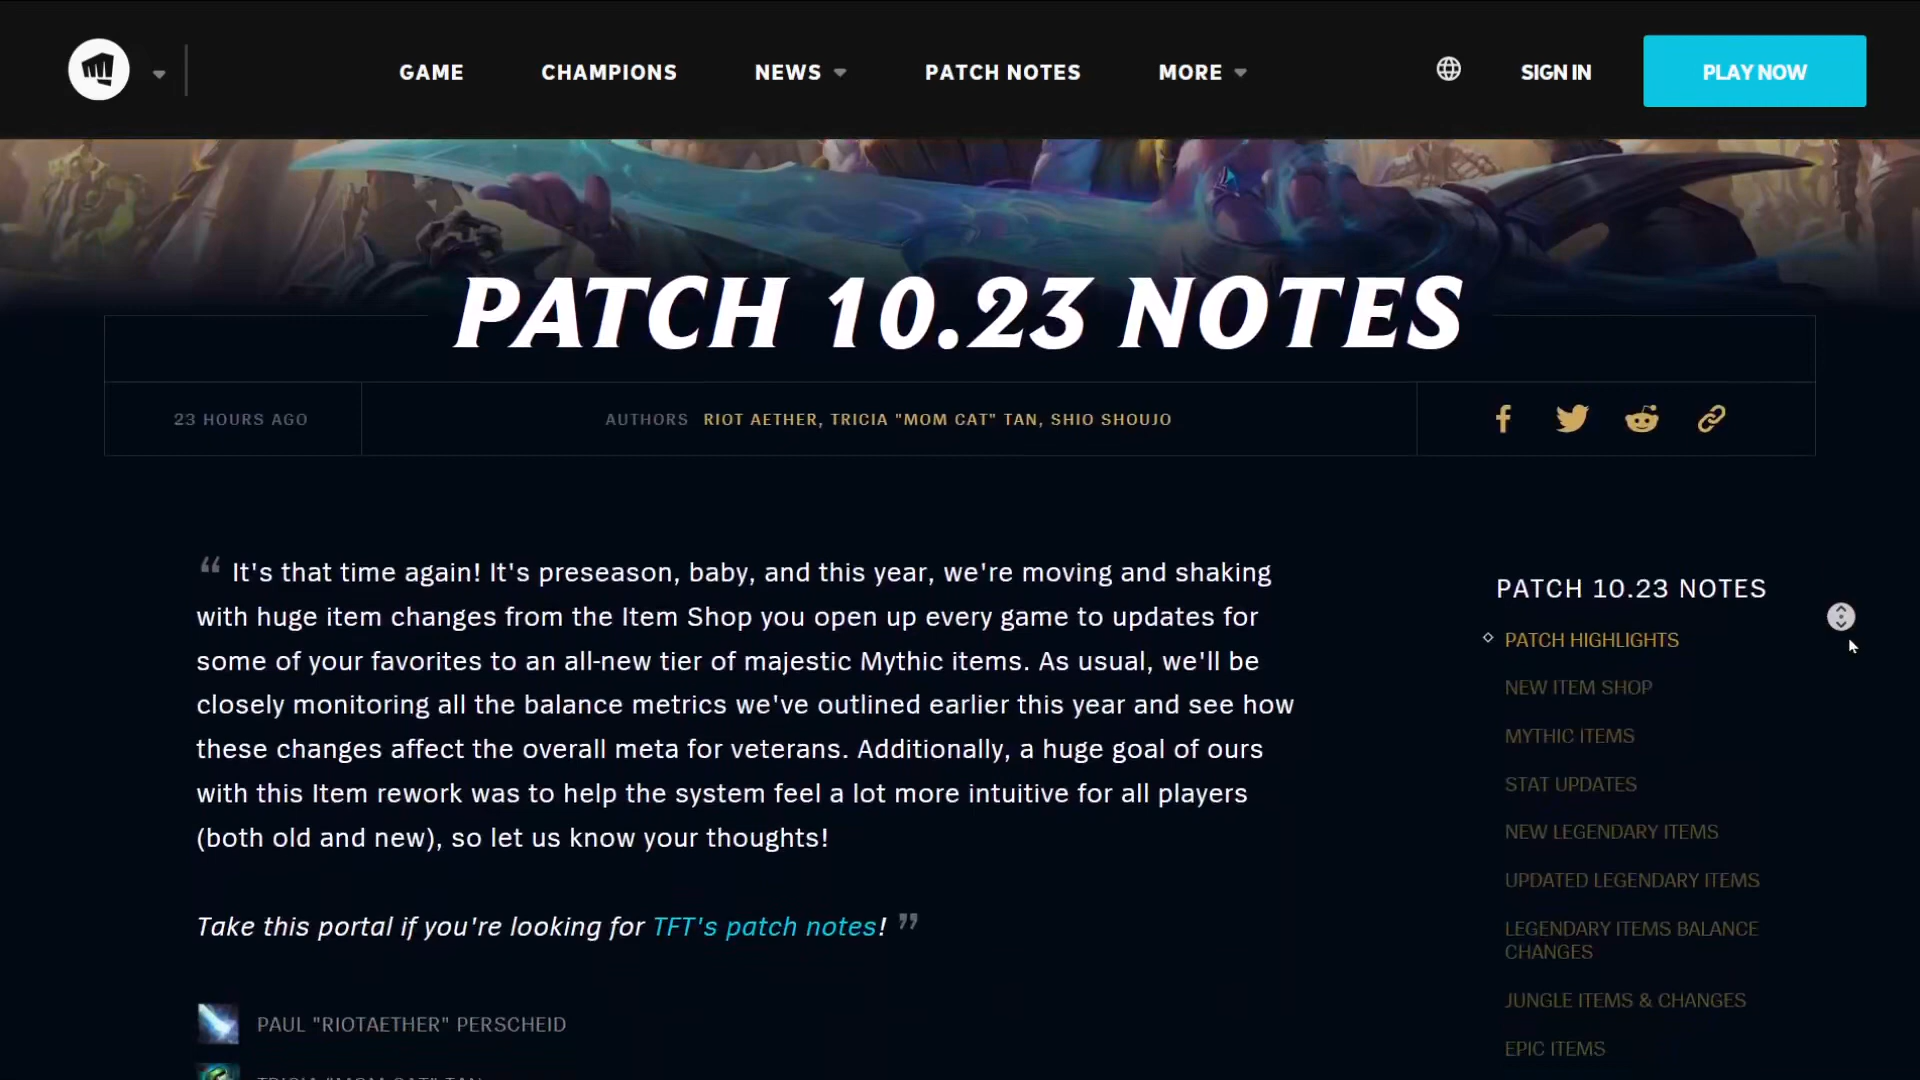 GAME
CHAMPIONS
NEWS
PATCH NOTES
MORE
SIGN IN
PLAY NOW
PATCH 10.23 NOTES
23 HOURS AGO
AUTHORS RIOT AETHER, TRICIA "MOM CAT" TAN, SHIO SHOUJO
“ It's that time again! It's preseason, baby, and this year, we're moving and shaking
with huge item changes from the Item Shop you open up every game to updates for
some of your favorites to an all-new tier of majestic Mythic items. As usual, we'll be
closely monitoring all the balance metrics we've outlined earlier this year and see how
these changes affect the overall meta for veterans. Additionally, a huge goal of ours
with this Item rework was to help the system feel a lot more intuitive for all players
(both old and new), so let us know your thoughts!
Take this portal if you're looking for TFT's patch notes! ”
PAUL "RIOTAETHER" PERSCHEID
TRICIA "MOM CAT" TAN
PATCH 10.23 NOTES
PATCH HIGHLIGHTS
NEW ITEM SHOP
MYTHIC ITEMS
STAT UPDATES
NEW LEGENDARY ITEMS
UPDATED LEGENDARY ITEMS
LEGENDARY ITEMS BALANCE
CHANGES
JUNGLE ITEMS & CHANGES
EPIC ITEMS